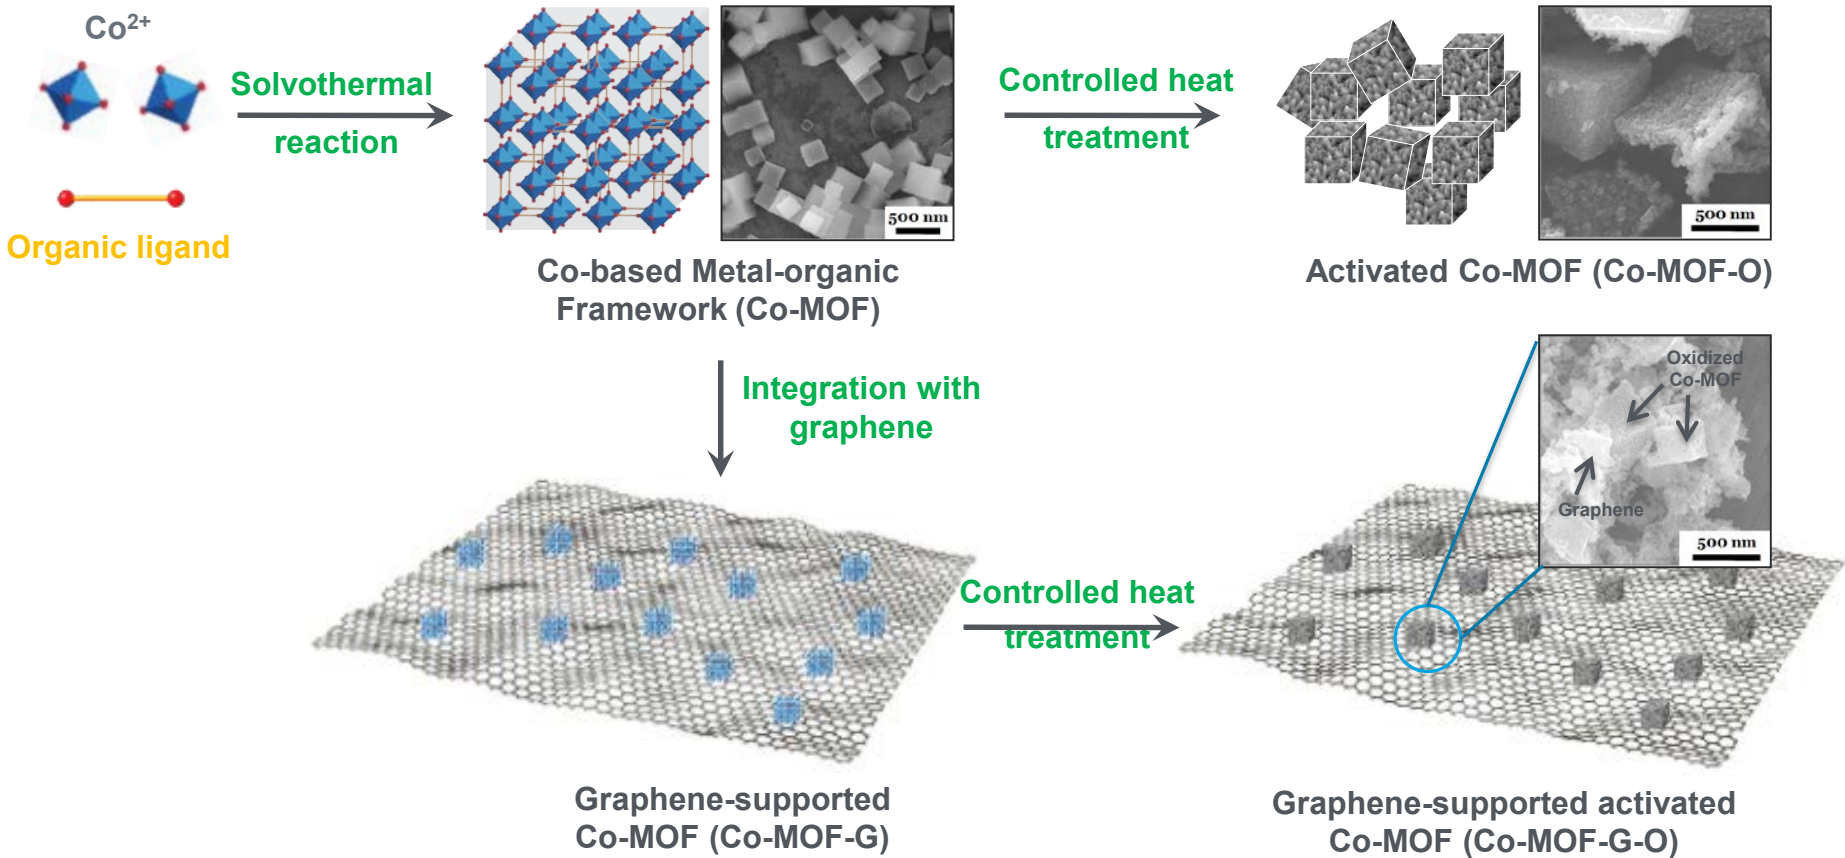 Co²⁺
Solvothermal
reaction
Organic ligand
500 nm
Co-based Metal-organic
Framework (Co-MOF)
Controlled heat
treatment
500 nm
Activated Co-MOF (Co-MOF-O)
Integration with
graphene
Graphene-supported
Co-MOF (Co-MOF-G)
Controlled heat
treatment
Oxidized
Co-MOF
Graphene
500 nm
Graphene-supported activated
Co-MOF (Co-MOF-G-O)